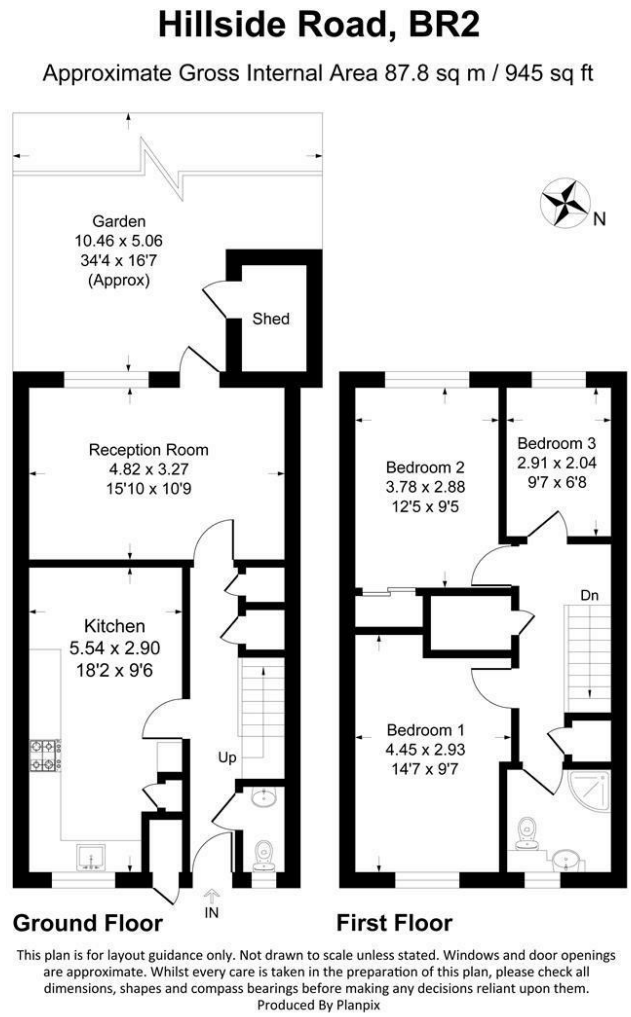 Hillside Road, BR2
Approximate Gross Internal Area 87.8 sq m / 945 sq ft
Garden
10.46 x 5.06
34'4 x 16'7
(Approx)
N
Shed
Reception Room
4.82 x 3.27
15'10 x 10'9
Bedroom 2
3.78 x 2.88
12'5 x 9'5
Bedroom 3
2.91 x 2.04
9'7 x 6'8
Kitchen
5.54 x 2.90
18'2 x 9'6
Dn
Up
Bedroom 1
4.45 x 2.93
14'7 x 9'7
IN
Ground Floor
First Floor
This plan is for layout guidance only. Not drawn to scale unless stated. Windows and door openings
are approximate. Whilst every care is taken in the preparation of this plan, please check all
dimensions, shapes and compass bearings before making any decisions reliant upon them.
Produced By Planpix